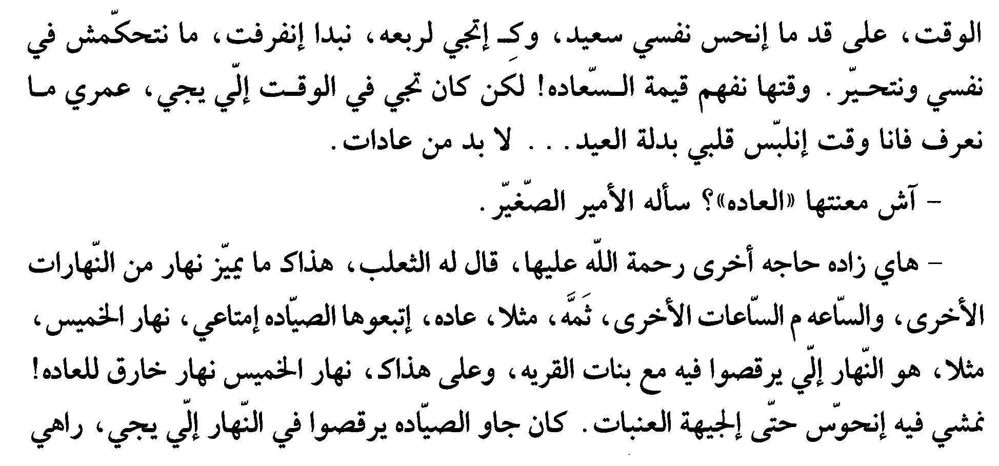 الوقت، على قد ما إنحس نفسي سعيد، وكِـ إتجي لربعه، نبدا إنفرفت، ما نتحكّمش في
نفسي ونتحيّر. وقتها نفهم قيمة السّعاده! لكَن كان تجي في الوقت إلّي يجي، عمري ما
نعرف فانا وقت إنلبّس قلبي بدلة العيد... لا بد من عادات.
– آش معنتها «العاده»؟ سأله الأمير الصّغيّر.
– هاي زاده حاجه أخرى رحمة اللّه عليها، قال له الثعلب، هذاك ما يميّز نهار من النّهارات
الأخرى، والسّاعه م السّاعات الأخرى، ثَمَّه، مثلا، عاده، إتبعوها الصيّاده إمتاعي، نهار الخميس،
مثلا، هو النّهار إلّي يرقصوا فيه مع بنات القريه، وعلى هذاك، نهار الخميس نهار خارق للعاده!
نمشي فيه إنحوّس حتّى إلجيهة العنبات. كان جاو الصيّاده يرقصوا في النّهار إلّي يجي، راهي